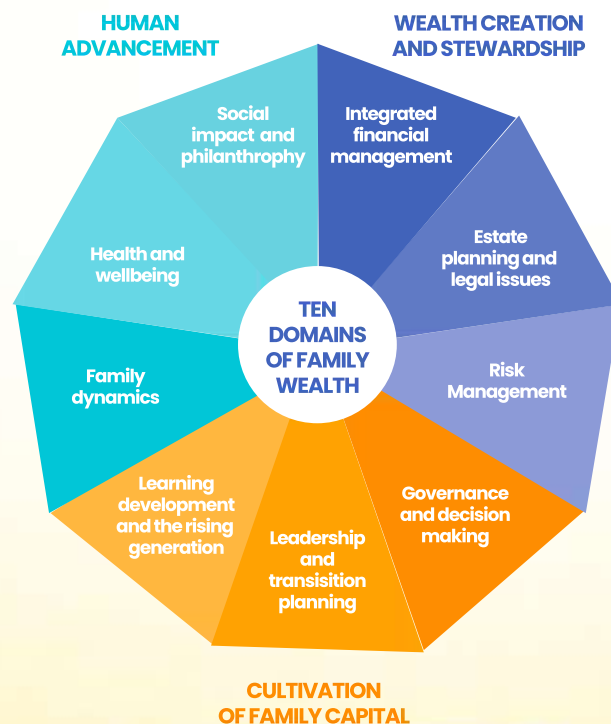 HUMAN
ADVANCEMENT
WEALTH CREATION
AND STEWARDSHIP
Social
impact and
philanthrophy
Integrated
financial
management
Health and
wellbeing
Estate
planning and
legal issues
TEN
DOMAINS
OF FAMILY
WEALTH
Family
dynamics
Risk
Management
Learning
development
and the rising
generation
Leadership
and
transisition
planning
Governance
and decision
making
CULTIVATION
OF FAMILY CAPITAL